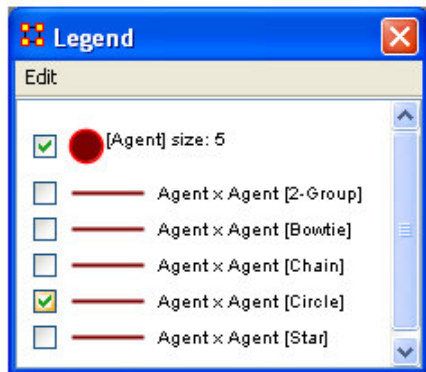 Legend
Edit
[Agent] size: 5
Agent x Agent [2-Group]
Agent x Agent [Bowtie]
Agent x Agent [Chain]
Agent x Agent [Circle]
Agent x Agent [Star]